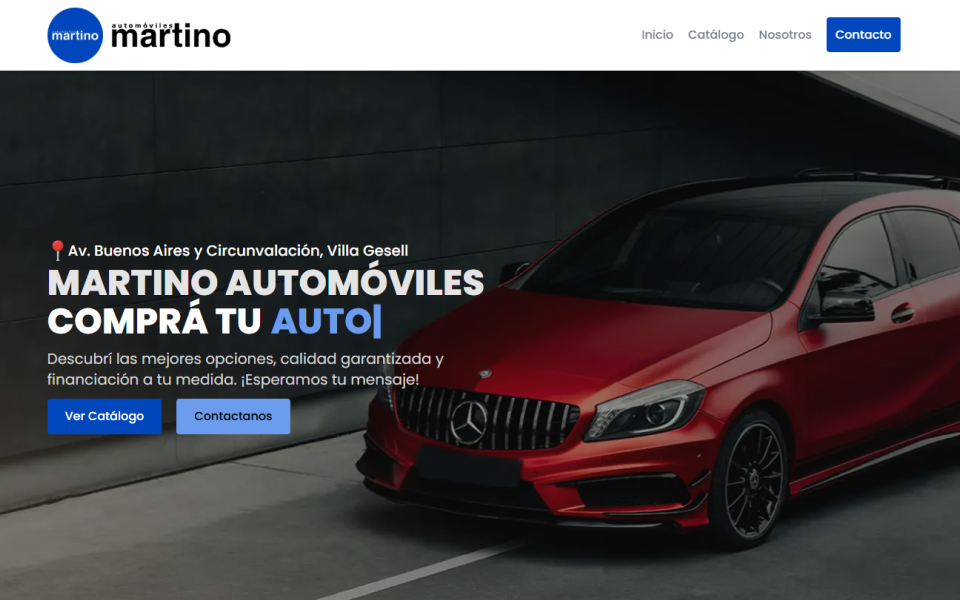 martino
automóviles
martino
Inicio
Catálogo
Nosotros
Contacto
📍Av. Buenos Aires y Circunvalación, Villa Gesell
MARTINO AUTOMÓVILES
COMPRÁ TU AUTO|
Descubrí las mejores opciones, calidad garantizada y
financiación a tu medida. ¡Esperamos tu mensaje!
Ver Catálogo
Contactanos